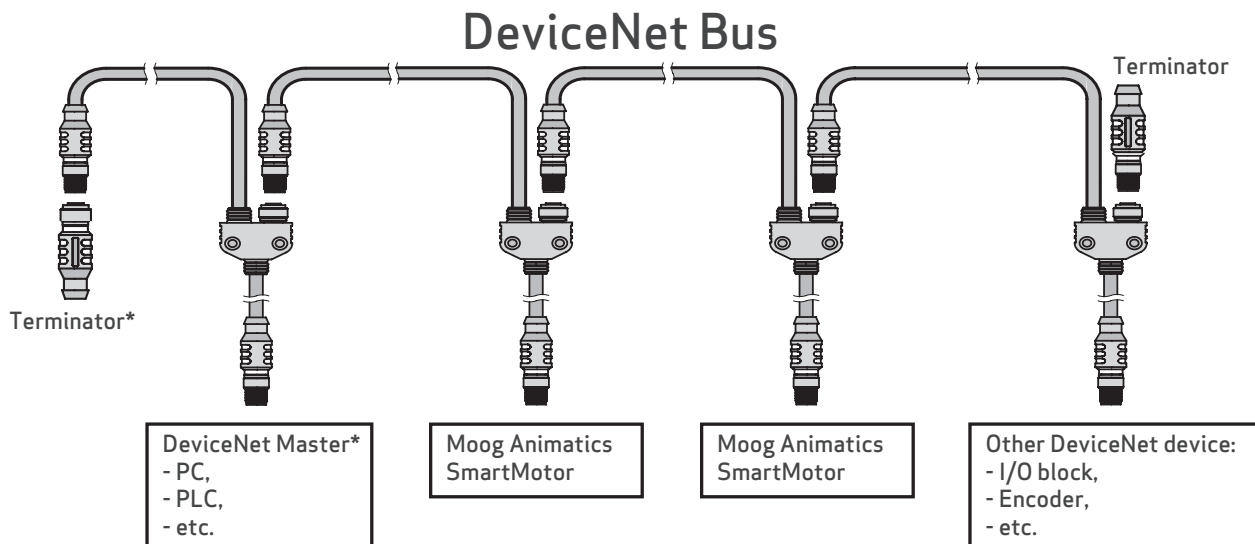 DeviceNet Bus
Terminator
Terminator*
DeviceNet Master*
- PC,
- PLC,
- etc.
Moog Animatics
SmartMotor
Moog Animatics
SmartMotor
Other DeviceNet device:
- I/O block,
- Encoder,
- etc.